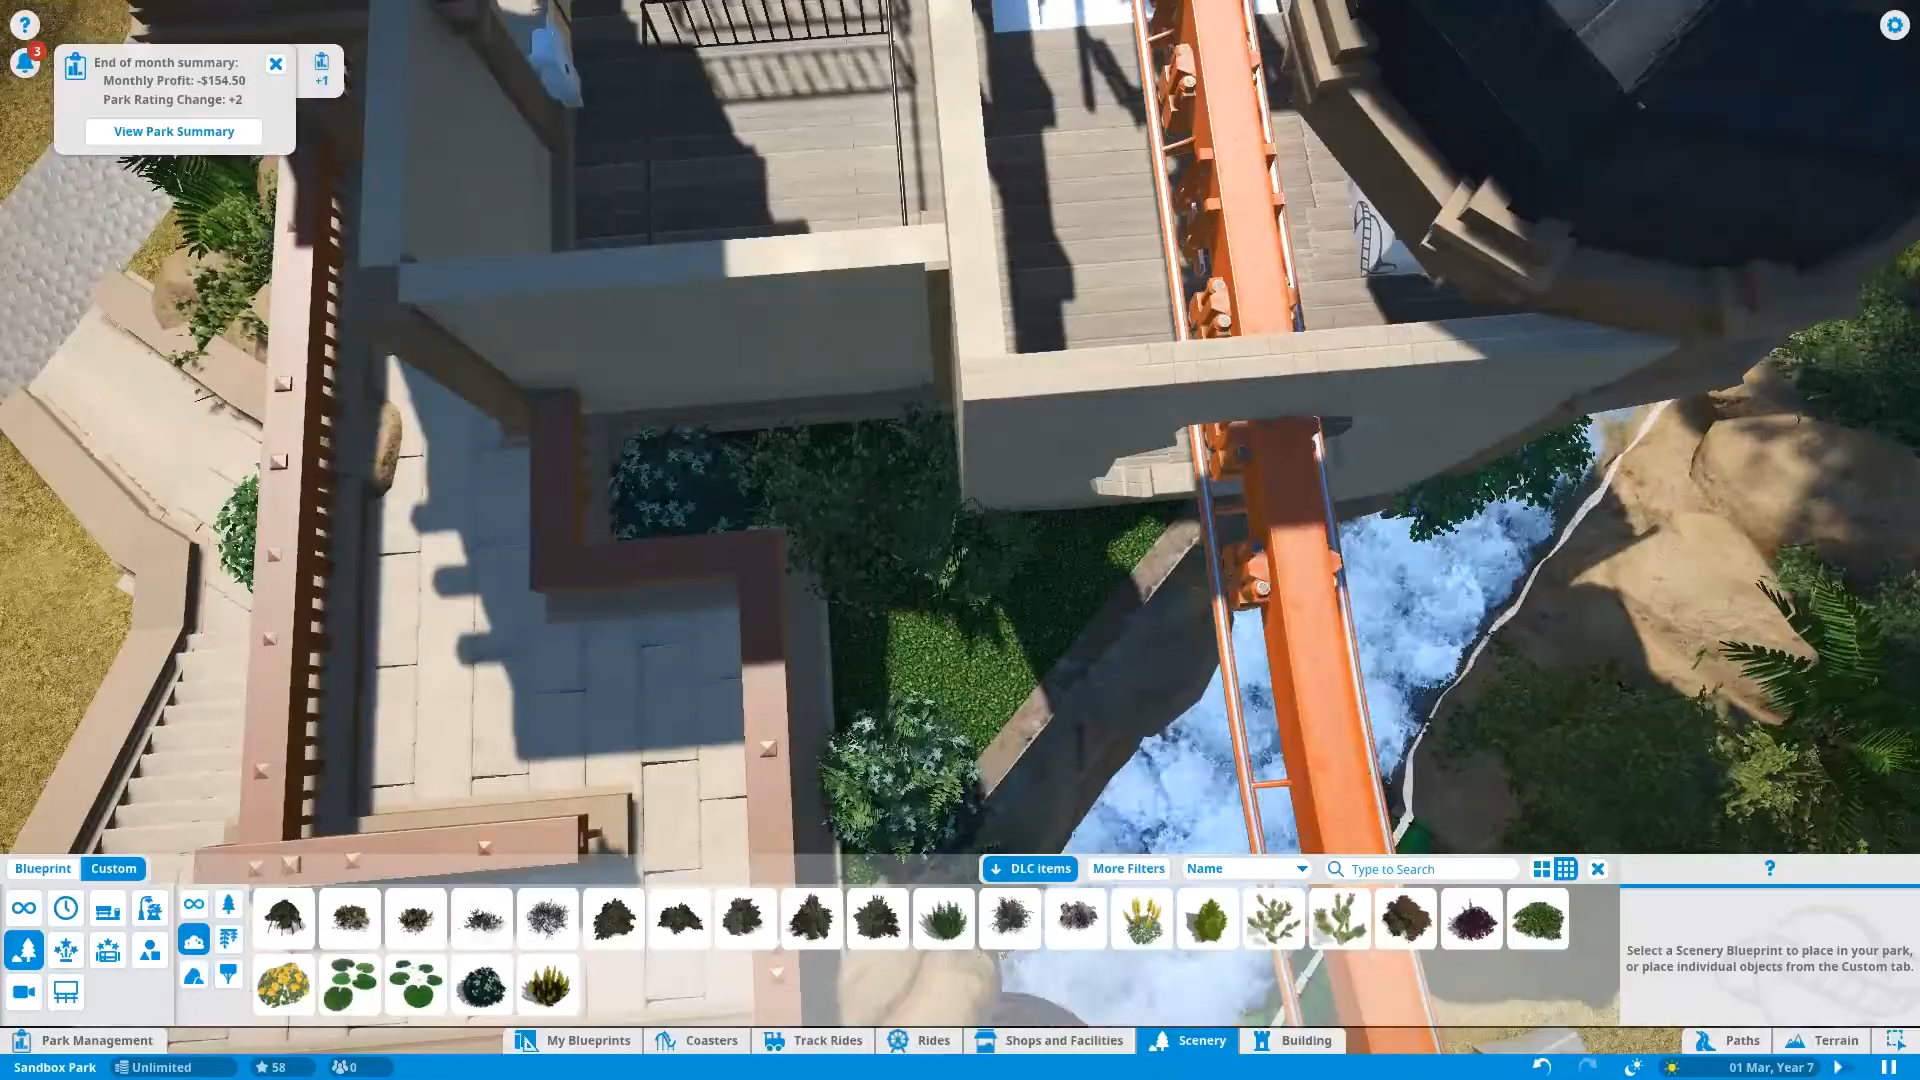 ?
3
End of month summary:
Monthly Profit: -$154.50
Park Rating Change: +2
View Park Summary
+1
Blueprint
Custom
DLC items
More Filters
Name
Type to Search
?
Select a Scenery Blueprint to place in your park,
or place individual objects from the Custom tab.
Park Management
My Blueprints
Coasters
Track Rides
Rides
Shops and Facilities
Scenery
Building
Paths
Terrain
Sandbox Park
Unlimited
58
0
01 Mar, Year 7